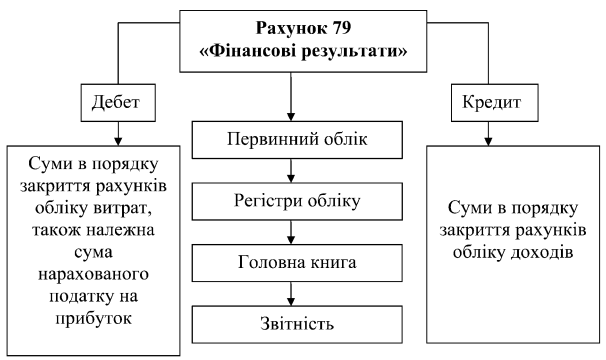 Рахунок 79
«Фінансові результати»
Дебет
Кредит
Первинний облік
Суми в порядку
закриття рахунків
обліку витрат,
також належна
сума
нарахованого
податку на
прибуток
Регістри обліку
Головна книга
Звітність
Суми в порядку
закриття рахунків
обліку доходів